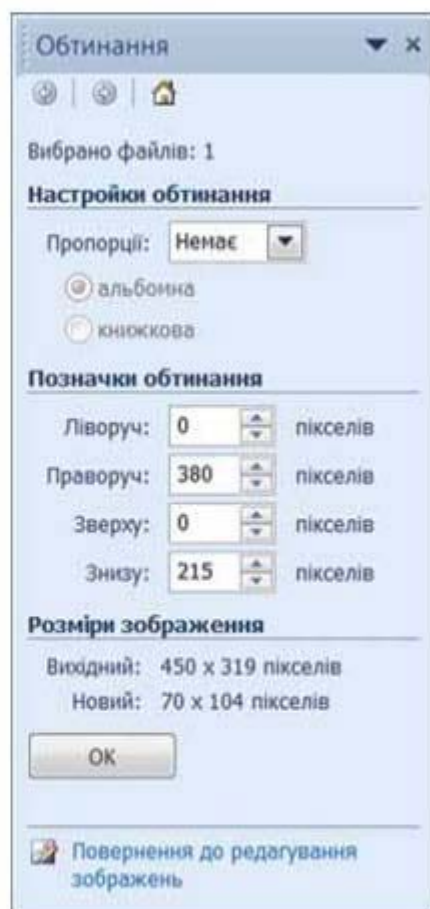 Обтинання
Вибрано файлів: 1
Настройки обтинання
Пропорції: Немає
альбомна
книжкова
Позначки обтинання
Ліворуч: 0 пікселів
Праворуч: 380 пікселів
Зверху: 0 пікселів
Знизу: 215 пікселів
Розміри зображення
Вихідний: 450 x 319 пікселів
Новий: 70 x 104 пікселів
ОК
Повернення до редагування
зображень